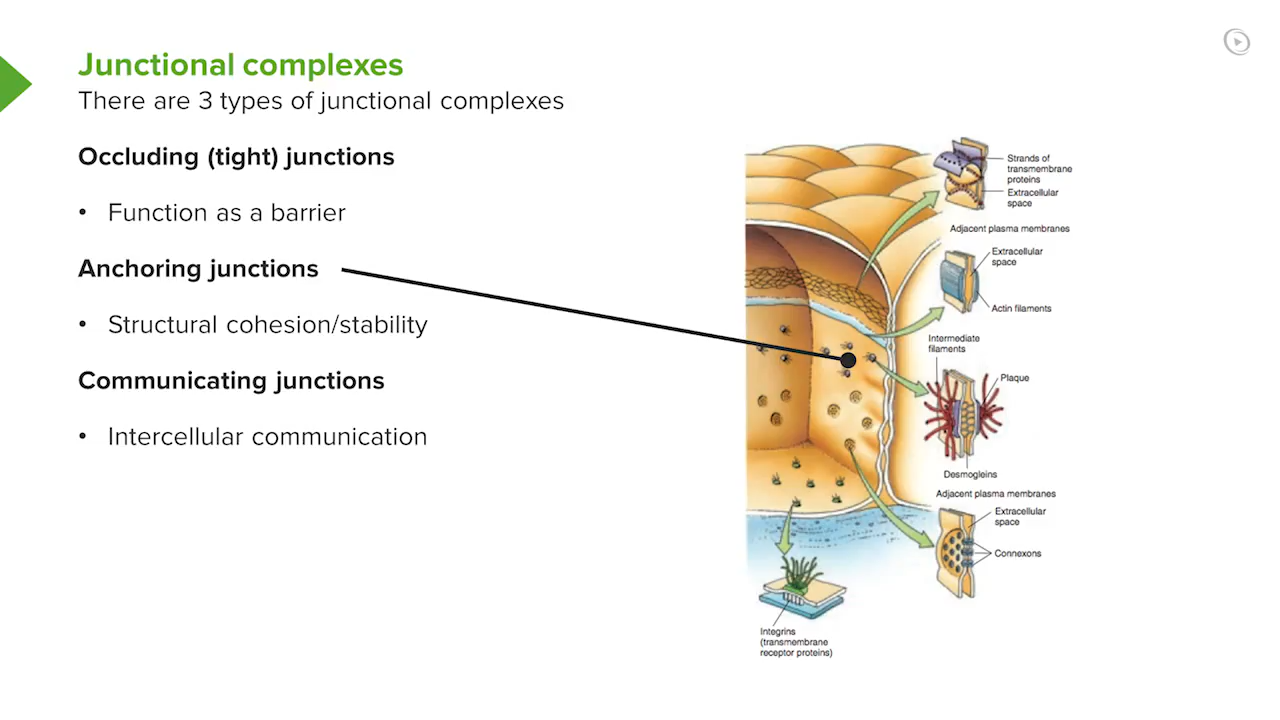 Junctional complexes
There are 3 types of junctional complexes
Occluding (tight) junctions
• Function as a barrier
Anchoring junctions
• Structural cohesion/stability
Communicating junctions
• Intercellular communication
Strands of
transmembrane
proteins
Extracellular
space
Adjacent plasma membranes
Extracellular
space
Actin filaments
Intermediate
filaments
Plaque
Desmogleins
Adjacent plasma membranes
Extracellular
space
Connexons
Integrins
(transmembrane
receptor proteins)